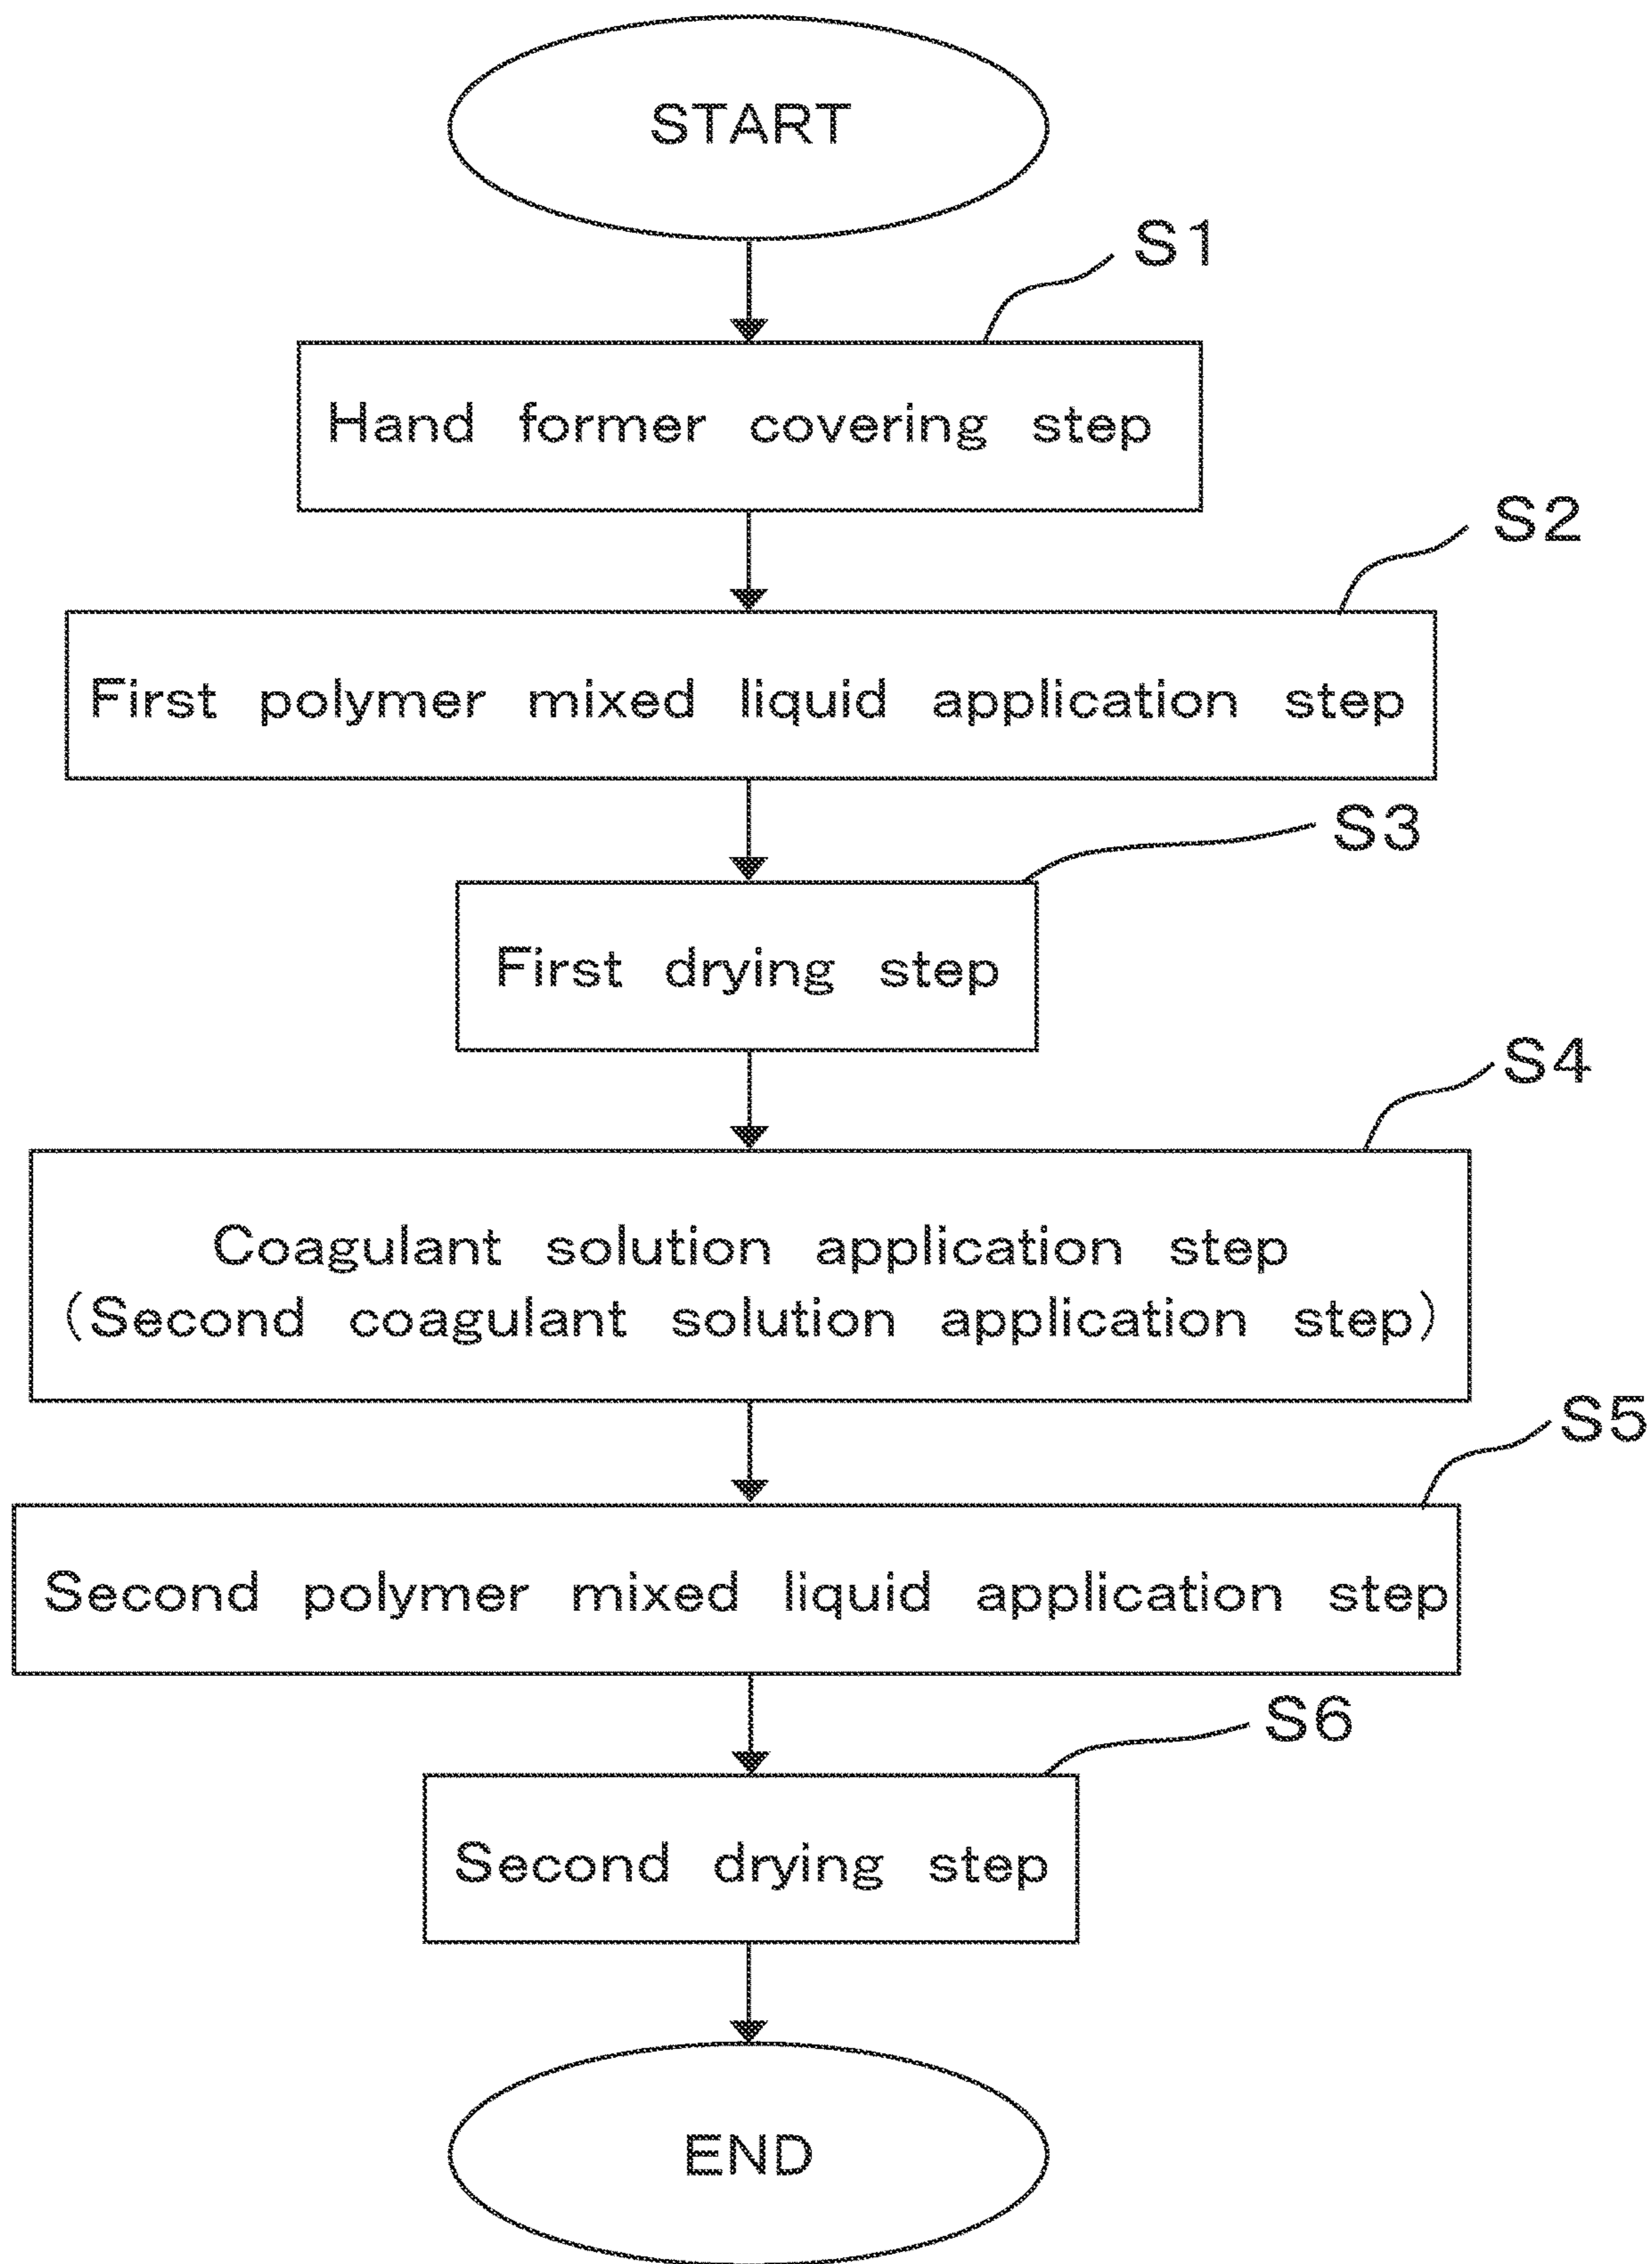 START
S1
Hand former covering step
S2
First polymer mixed liquid application step
S3
First drying step
S4
Coagulant solution application step
(Second coagulant solution application step)
S5
Second polymer mixed liquid application step
S6
Second drying step
END